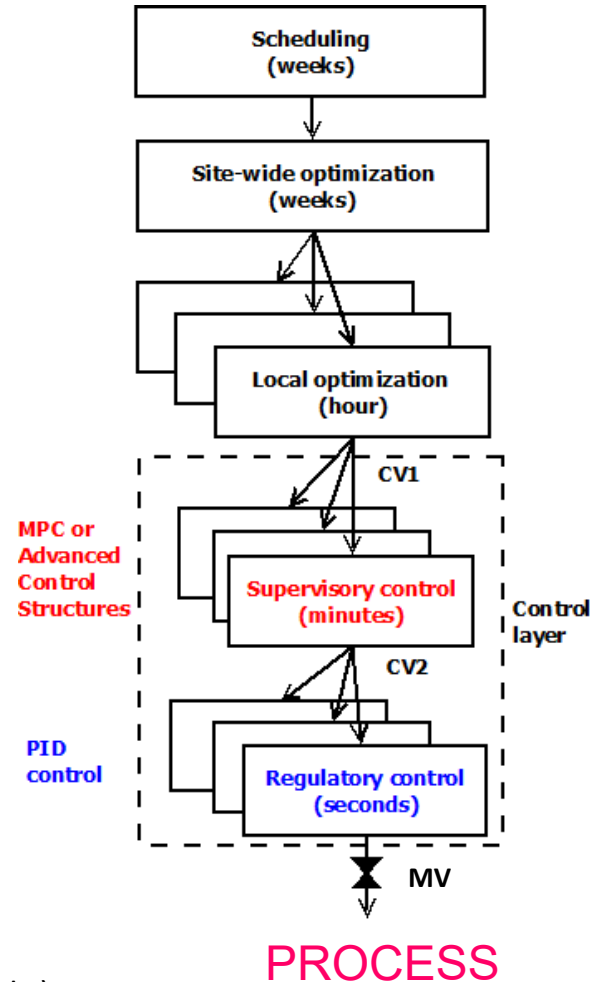 Scheduling
(weeks)
Site-wide optimization
(weeks)
Local optimization
(hour)
CV1
MPC or
Advanced
Control
Structures
Supervisory control
(minutes)
Control
layer
CV2
PID
control
Regulatory control
(seconds)
MV
PROCESS